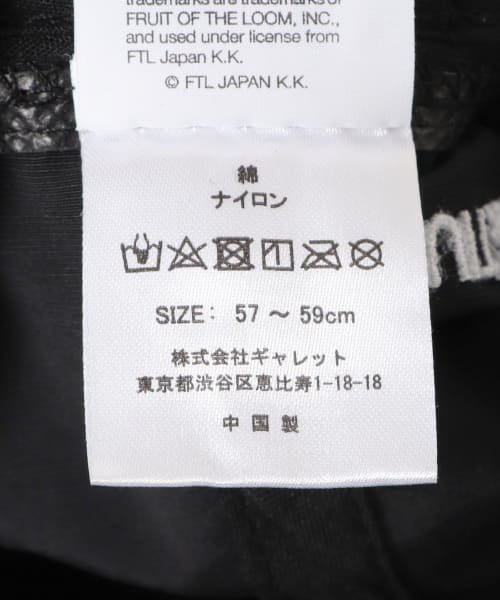 trademarks are trademarks of
FRUIT OF THE LOOM, INC.,
and used under license from
FTL JAPAN K.K.
© FTL JAPAN K.K.
綿
ナイロン
SIZE: 57 〜 59cm
株式会社ギャレット
東京都渋谷区恵比寿1-18-18
中国製